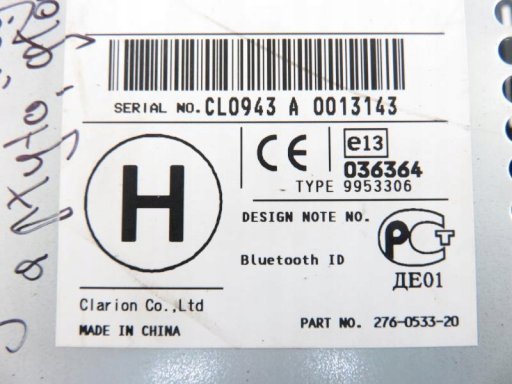 SERIAL NO. CL0943 A 0013143
H
CE
e13
036364
TYPE 9953306
DESIGN NOTE NO.
PCT
Bluetooth ID
ДЕ01
Clarion Co.,Ltd
MADE IN CHINA
PART NO. 276-0533-20